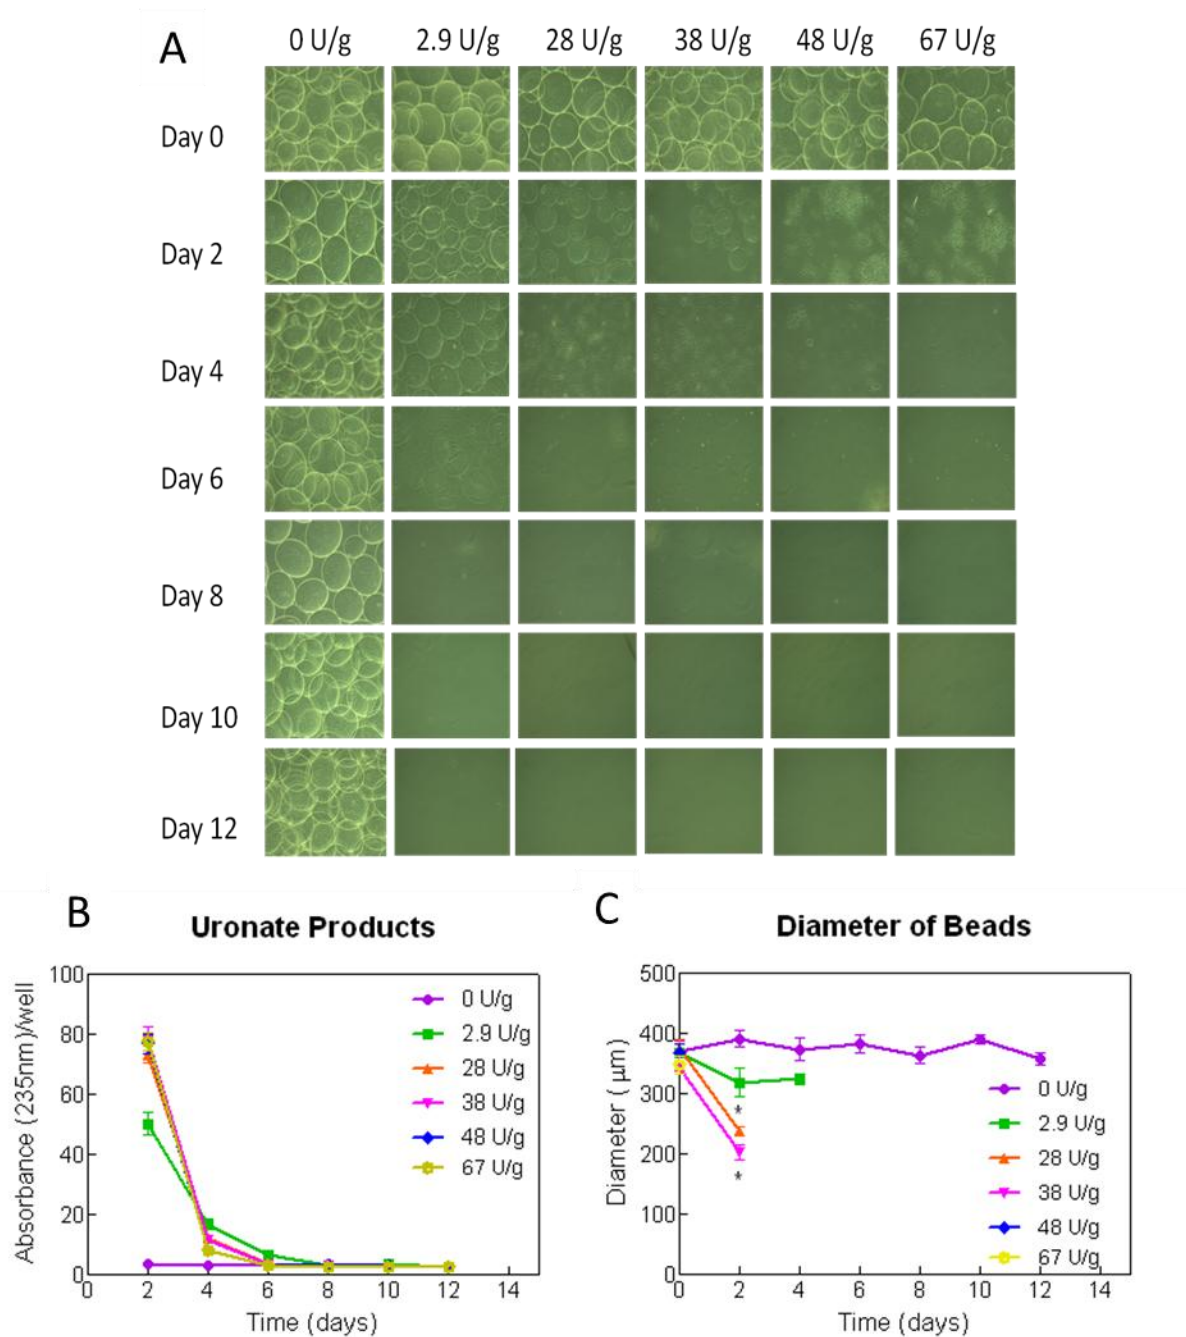 A
0 U/g 2.9 U/g 28 U/g 38 U/g 48 U/g 67 U/g
Day 0
Day 2
Day 4
Day 6
Day 8
Day 10
Day 12
B
Uronate Products
Absorbance (235nm)/well
100
80
60
40
20
0
0 2 4 6 8 10 12 14
Time (days)
0 U/g
2.9 U/g
28 U/g
38 U/g
48 U/g
67 U/g
C
Diameter of Beads
Diameter ( µm)
500
400
300
200
100
0
0 2 4 6 8 10 12 14
Time (days)
0 U/g
2.9 U/g
28 U/g
38 U/g
48 U/g
67 U/g
*
*